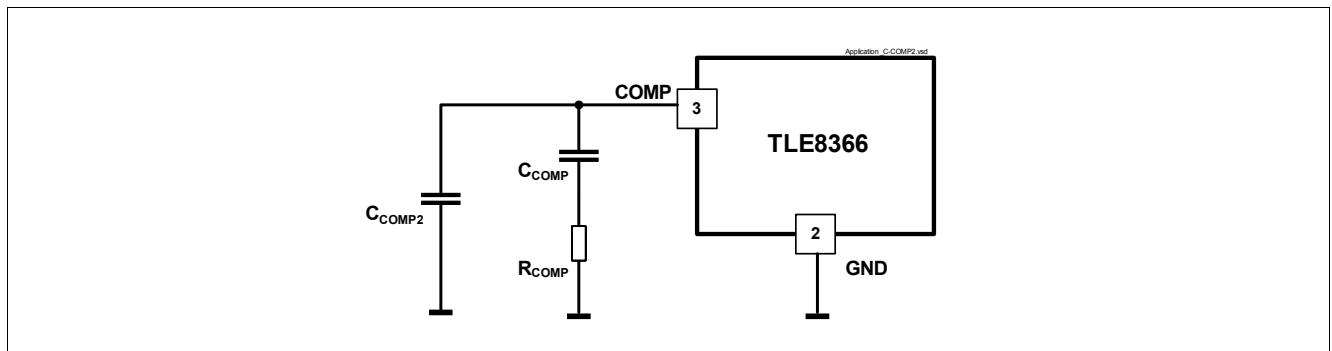 Application_C-COMP2.vsd
COMP
3
TLE8366
CCOMP
CCOMP2
2
RCOMP
GND